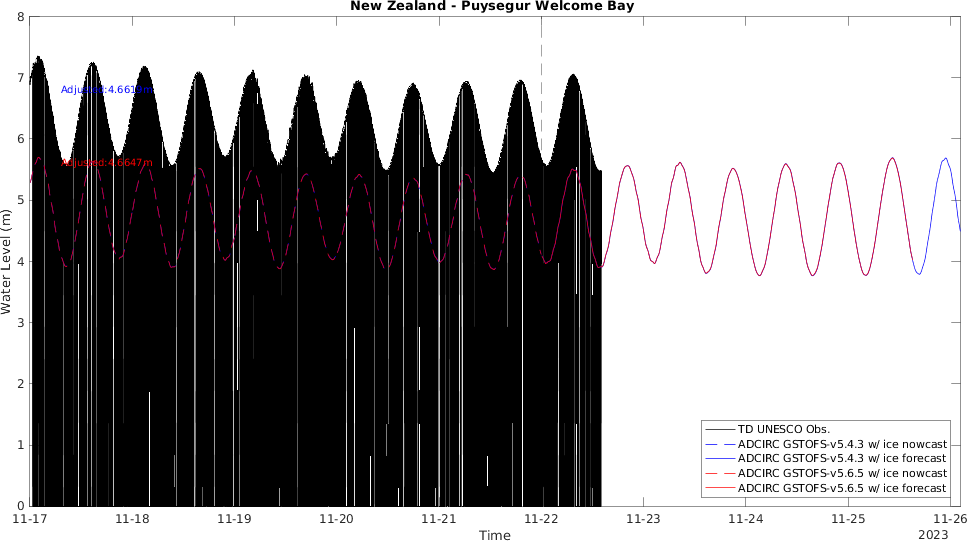 New Zealand - Puysegur Welcome Bay
8
7
6
5
4
3
2
1
0
Water Level (m)
Adjusted:4.6647m
TD UNESCO Obs.
ADCIRC GSTOFS-v5.4.3 w/ ice nowcast
ADCIRC GSTOFS-v5.4.3 w/ ice forecast
ADCIRC GSTOFS-v5.6.5 w/ ice nowcast
ADCIRC GSTOFS-v5.6.5 w/ ice forecast
11-17 11-18 11-19 11-20 11-21 11-22 11-23 11-24 11-25 11-26
Time
2023